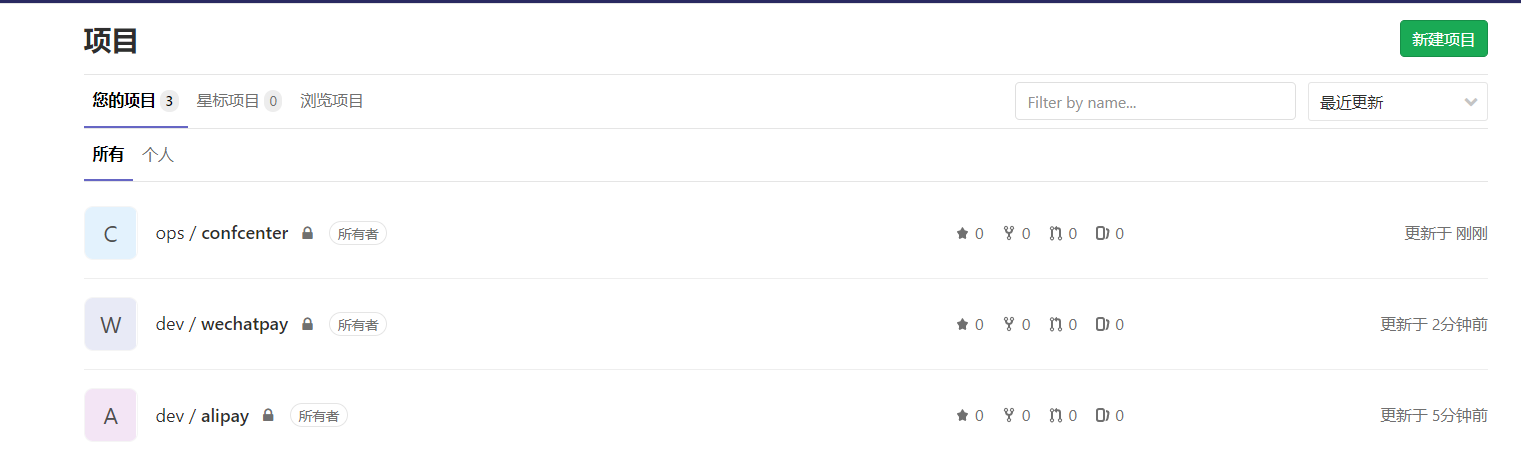 项目
新建项目
您的项目 3 星标项目 0 浏览项目
Filter by name...
最近更新
所有 个人
C ops / confcenter 所有者 0 0 0 0 更新于 刚刚
W dev / wechatpay 所有者 0 0 0 0 更新于 2分钟前
A dev / alipay 所有者 0 0 0 0 更新于 5分钟前